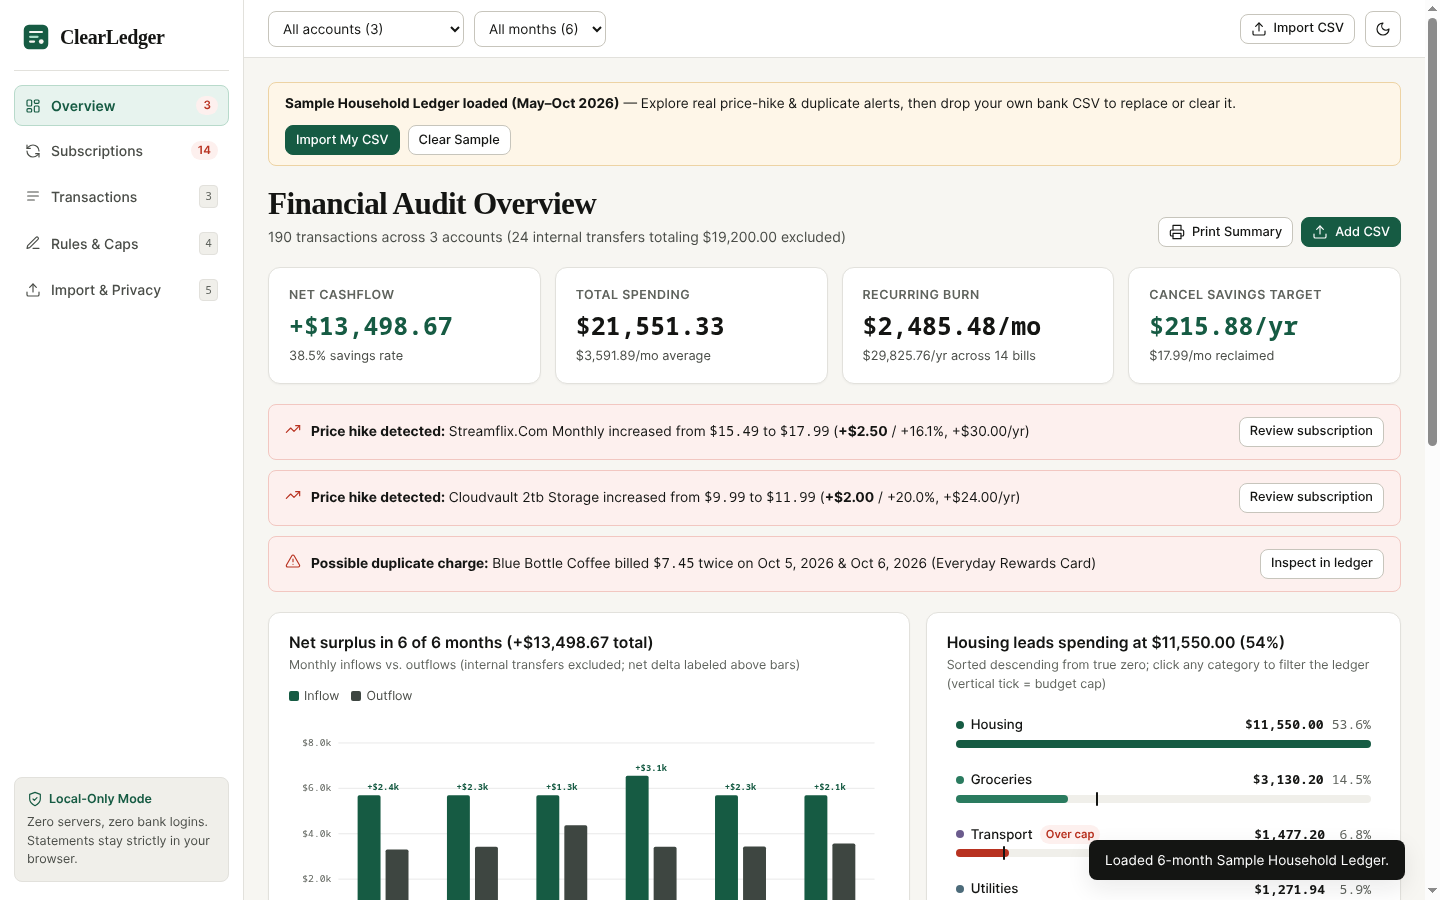 ClearLedger
Overview 3
Subscriptions 14
Transactions 3
Rules & Caps 4
Import & Privacy 5
Local-Only Mode
Zero servers, zero bank logins.
Statements stay strictly in your
browser.
All accounts (3) All months (6) Import CSV
Sample Household Ledger loaded (May–Oct 2026) — Explore real price-hike & duplicate alerts, then drop your own bank CSV to replace or clear it.
Import My CSV Clear Sample
Financial Audit Overview
190 transactions across 3 accounts (24 internal transfers totaling $19,200.00 excluded)
Print Summary Add CSV
NET CASHFLOW
+$13,498.67
38.5% savings rate
TOTAL SPENDING
$21,551.33
$3,591.89/mo average
RECURRING BURN
$2,485.48/mo
$29,825.76/yr across 14 bills
CANCEL SAVINGS TARGET
$215.88/yr
$17.99/mo reclaimed
Price hike detected: Streamflix.Com Monthly increased from $15.49 to $17.99 (+$2.50 / +16.1%, +$30.00/yr) Review subscription
Price hike detected: Cloudvault 2tb Storage increased from $9.99 to $11.99 (+$2.00 / +20.0%, +$24.00/yr) Review subscription
Possible duplicate charge: Blue Bottle Coffee billed $7.45 twice on Oct 5, 2026 & Oct 6, 2026 (Everyday Rewards Card) Inspect in ledger
Net surplus in 6 of 6 months (+$13,498.67 total)
Monthly inflows vs. outflows (internal transfers excluded; net delta labeled above bars)
Inflow Outflow
$8.0k
$6.0k
$4.0k
$2.0k
+$2.4k +$2.3k +$1.3k +$3.1k +$2.3k +$2.1k
Housing leads spending at $11,550.00 (54%)
Sorted descending from true zero; click any category to filter the ledger
(vertical tick = budget cap)
Housing $11,550.00 53.6%
Groceries $3,130.20 14.5%
Transport Over cap $1,477.20 6.8%
Utilities $1,271.94 5.9%
Loaded 6-month Sample Household Ledger.